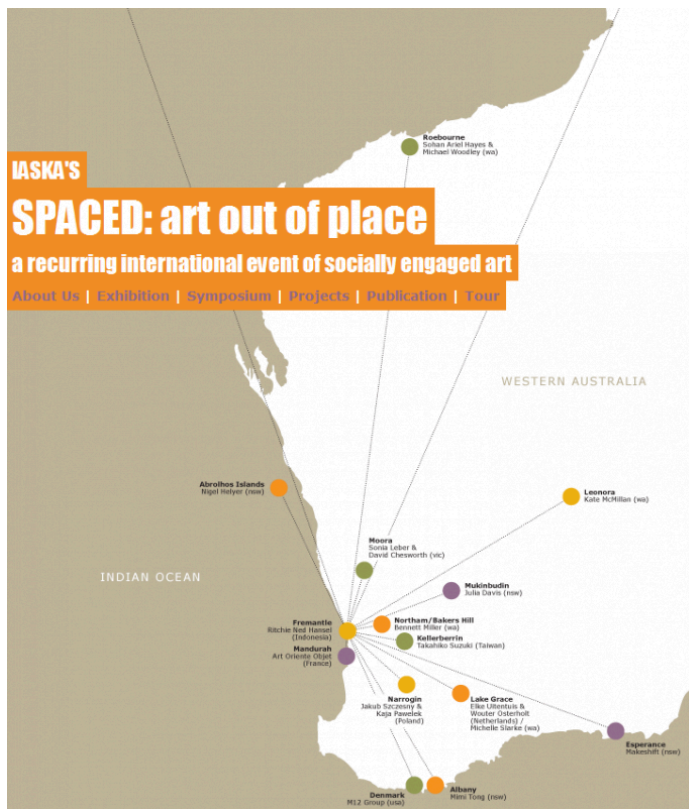 Roebourne
Sohan Ariel Hayes &
Michael Woodley (wa)
IASKA'S
SPACED: art out of place
a recurring international event of socially engaged art
About Us | Exhibition | Symposium | Projects | Publication | Tour
WESTERN AUSTRALIA
Abrolhos Islands
Nigel Helyer (nsw)
Leonora
Kate McMillan (wa)
Moora
Sonia Leber &
David Chesworth (vic)
INDIAN OCEAN
Mukinbudin
Julia Davis (nsw)
Fremantle
Ritchie Ned Hansel
(Indonesia)
Northam/Bakers Hill
Bennett Miller (wa)
Kellerberrin
Takahiko Suzuki (Taiwan)
Mandurah
Art Oriente Objet
(France)
Narrogin
Jakub Szczesny &
Kaja Pawelek
(Poland)
Lake Grace
Elke Uitentuis &
Wouter Osterholt
(Netherlands) /
Michelle Slarke (wa)
Esperance
Makeshift (nsw)
Denmark
M12 Group (usa)
Albany
Mimi Tong (nsw)